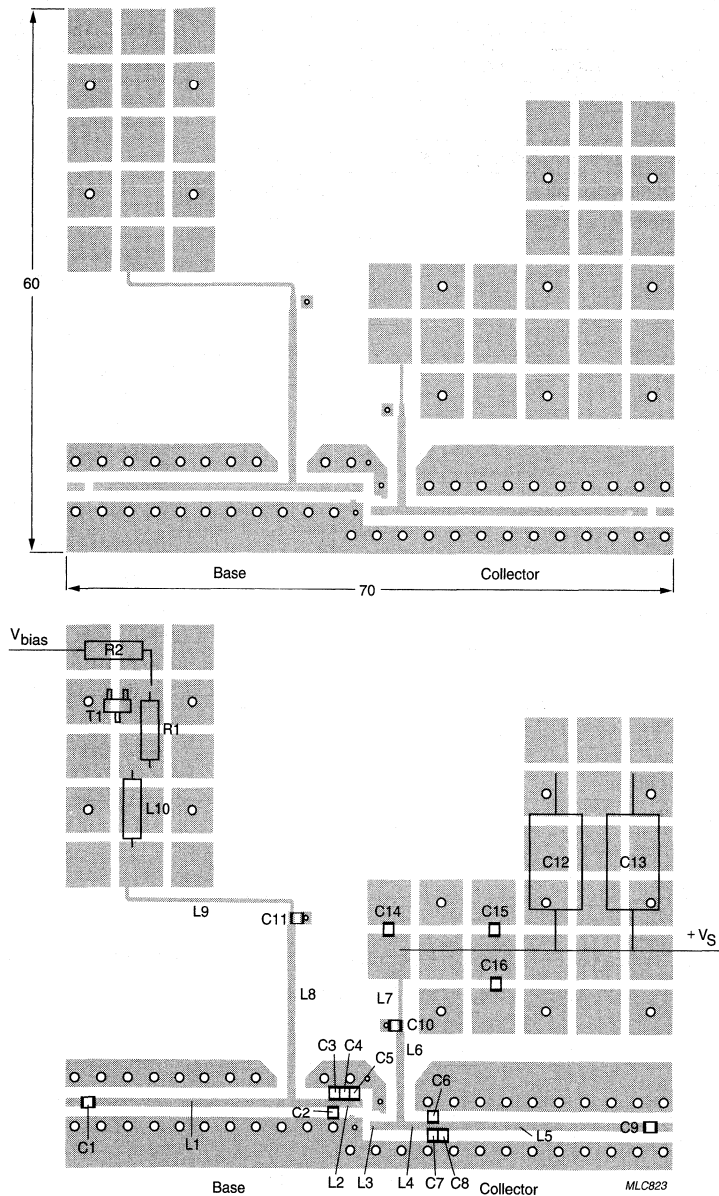 60
Base
Collector
70
Vbias
R2
T1
R1
L10
C12
C13
L9
C11
C14
C15
+VS
C16
L8
L7
C10
L6
C3 C4
C5
C6
C2
C9
C1
L1
L2
L3
L4
C7
C8
L5
Base
Collector
MLC823